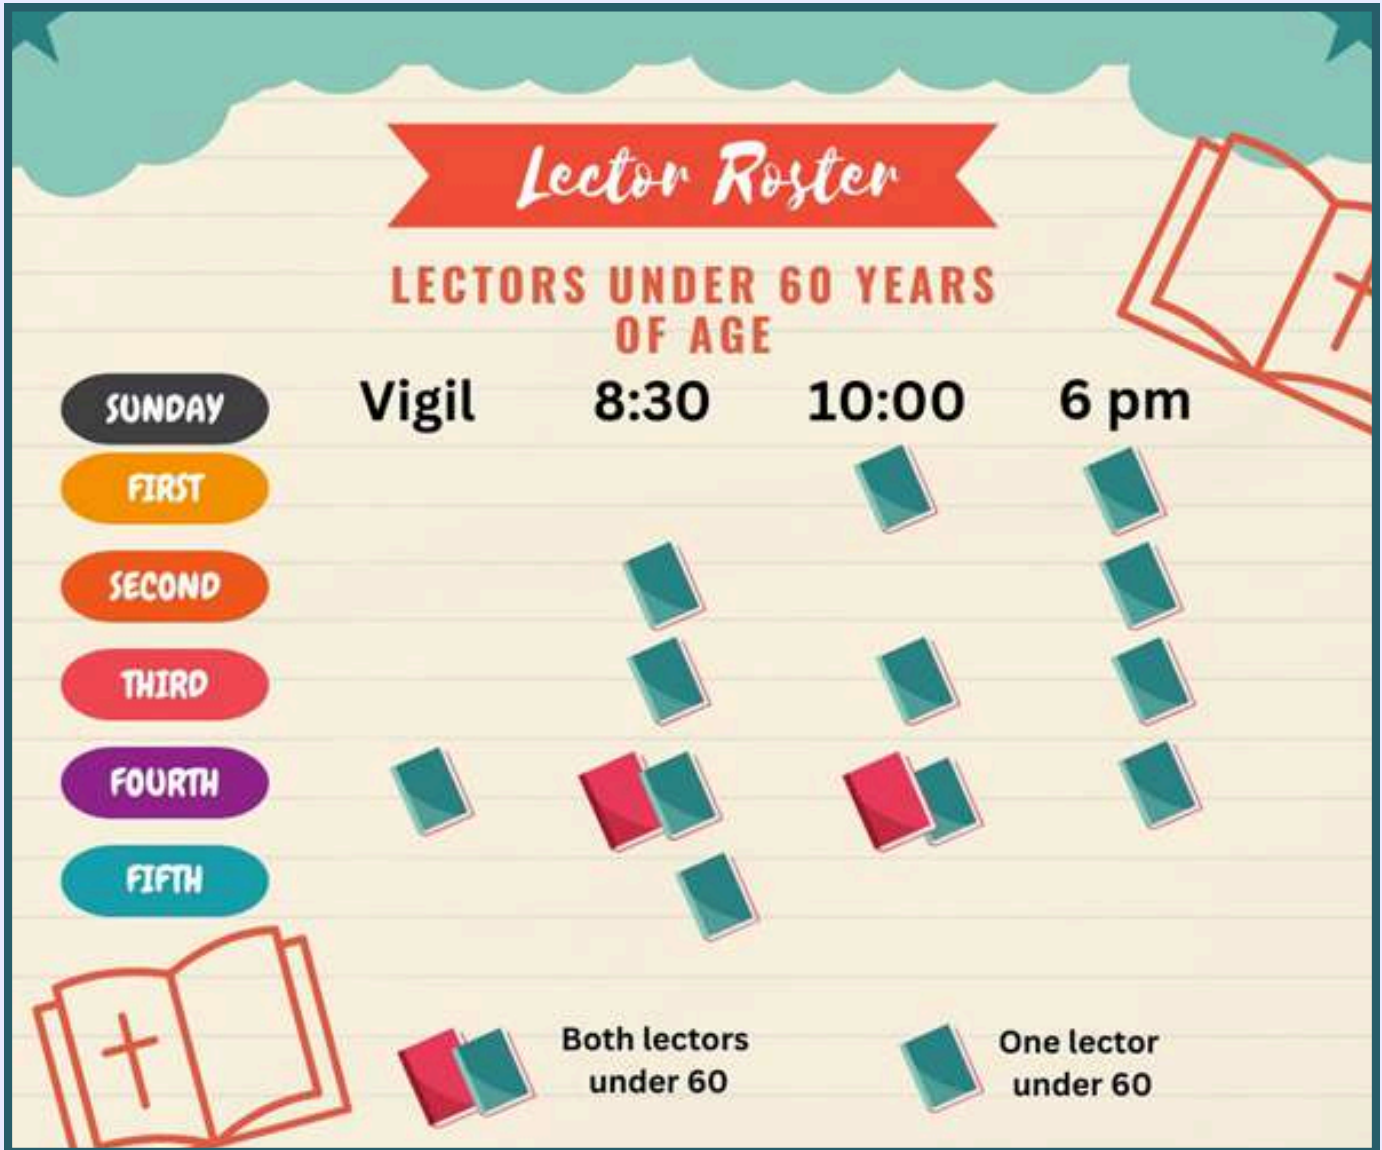 Lector Roster
LECTORS UNDER 60 YEARS
OF AGE
SUNDAY Vigil 8:30 10:00 6 pm
FIRST
SECOND
THIRD
FOURTH
FIFTH
Both lectors
under 60
One lector
under 60